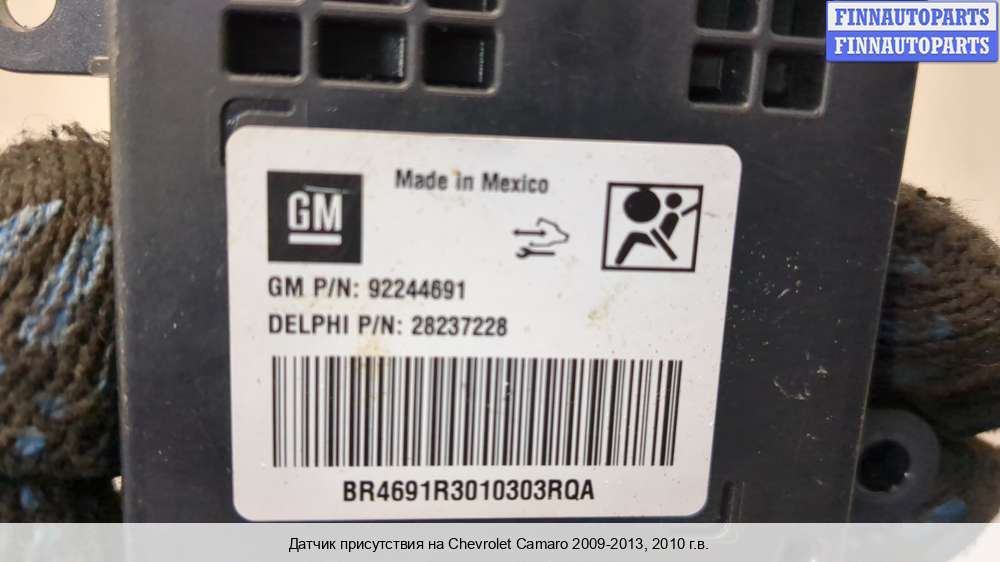 FINNAUTOPARTS
FINNAUTOPARTS
Made in Mexico
GM
GM P/N: 92244691
DELPHI P/N: 28237228
BR4691R3010303RQA
Датчик присутствия на Chevrolet Camaro 2009-2013, 2010 г.в.